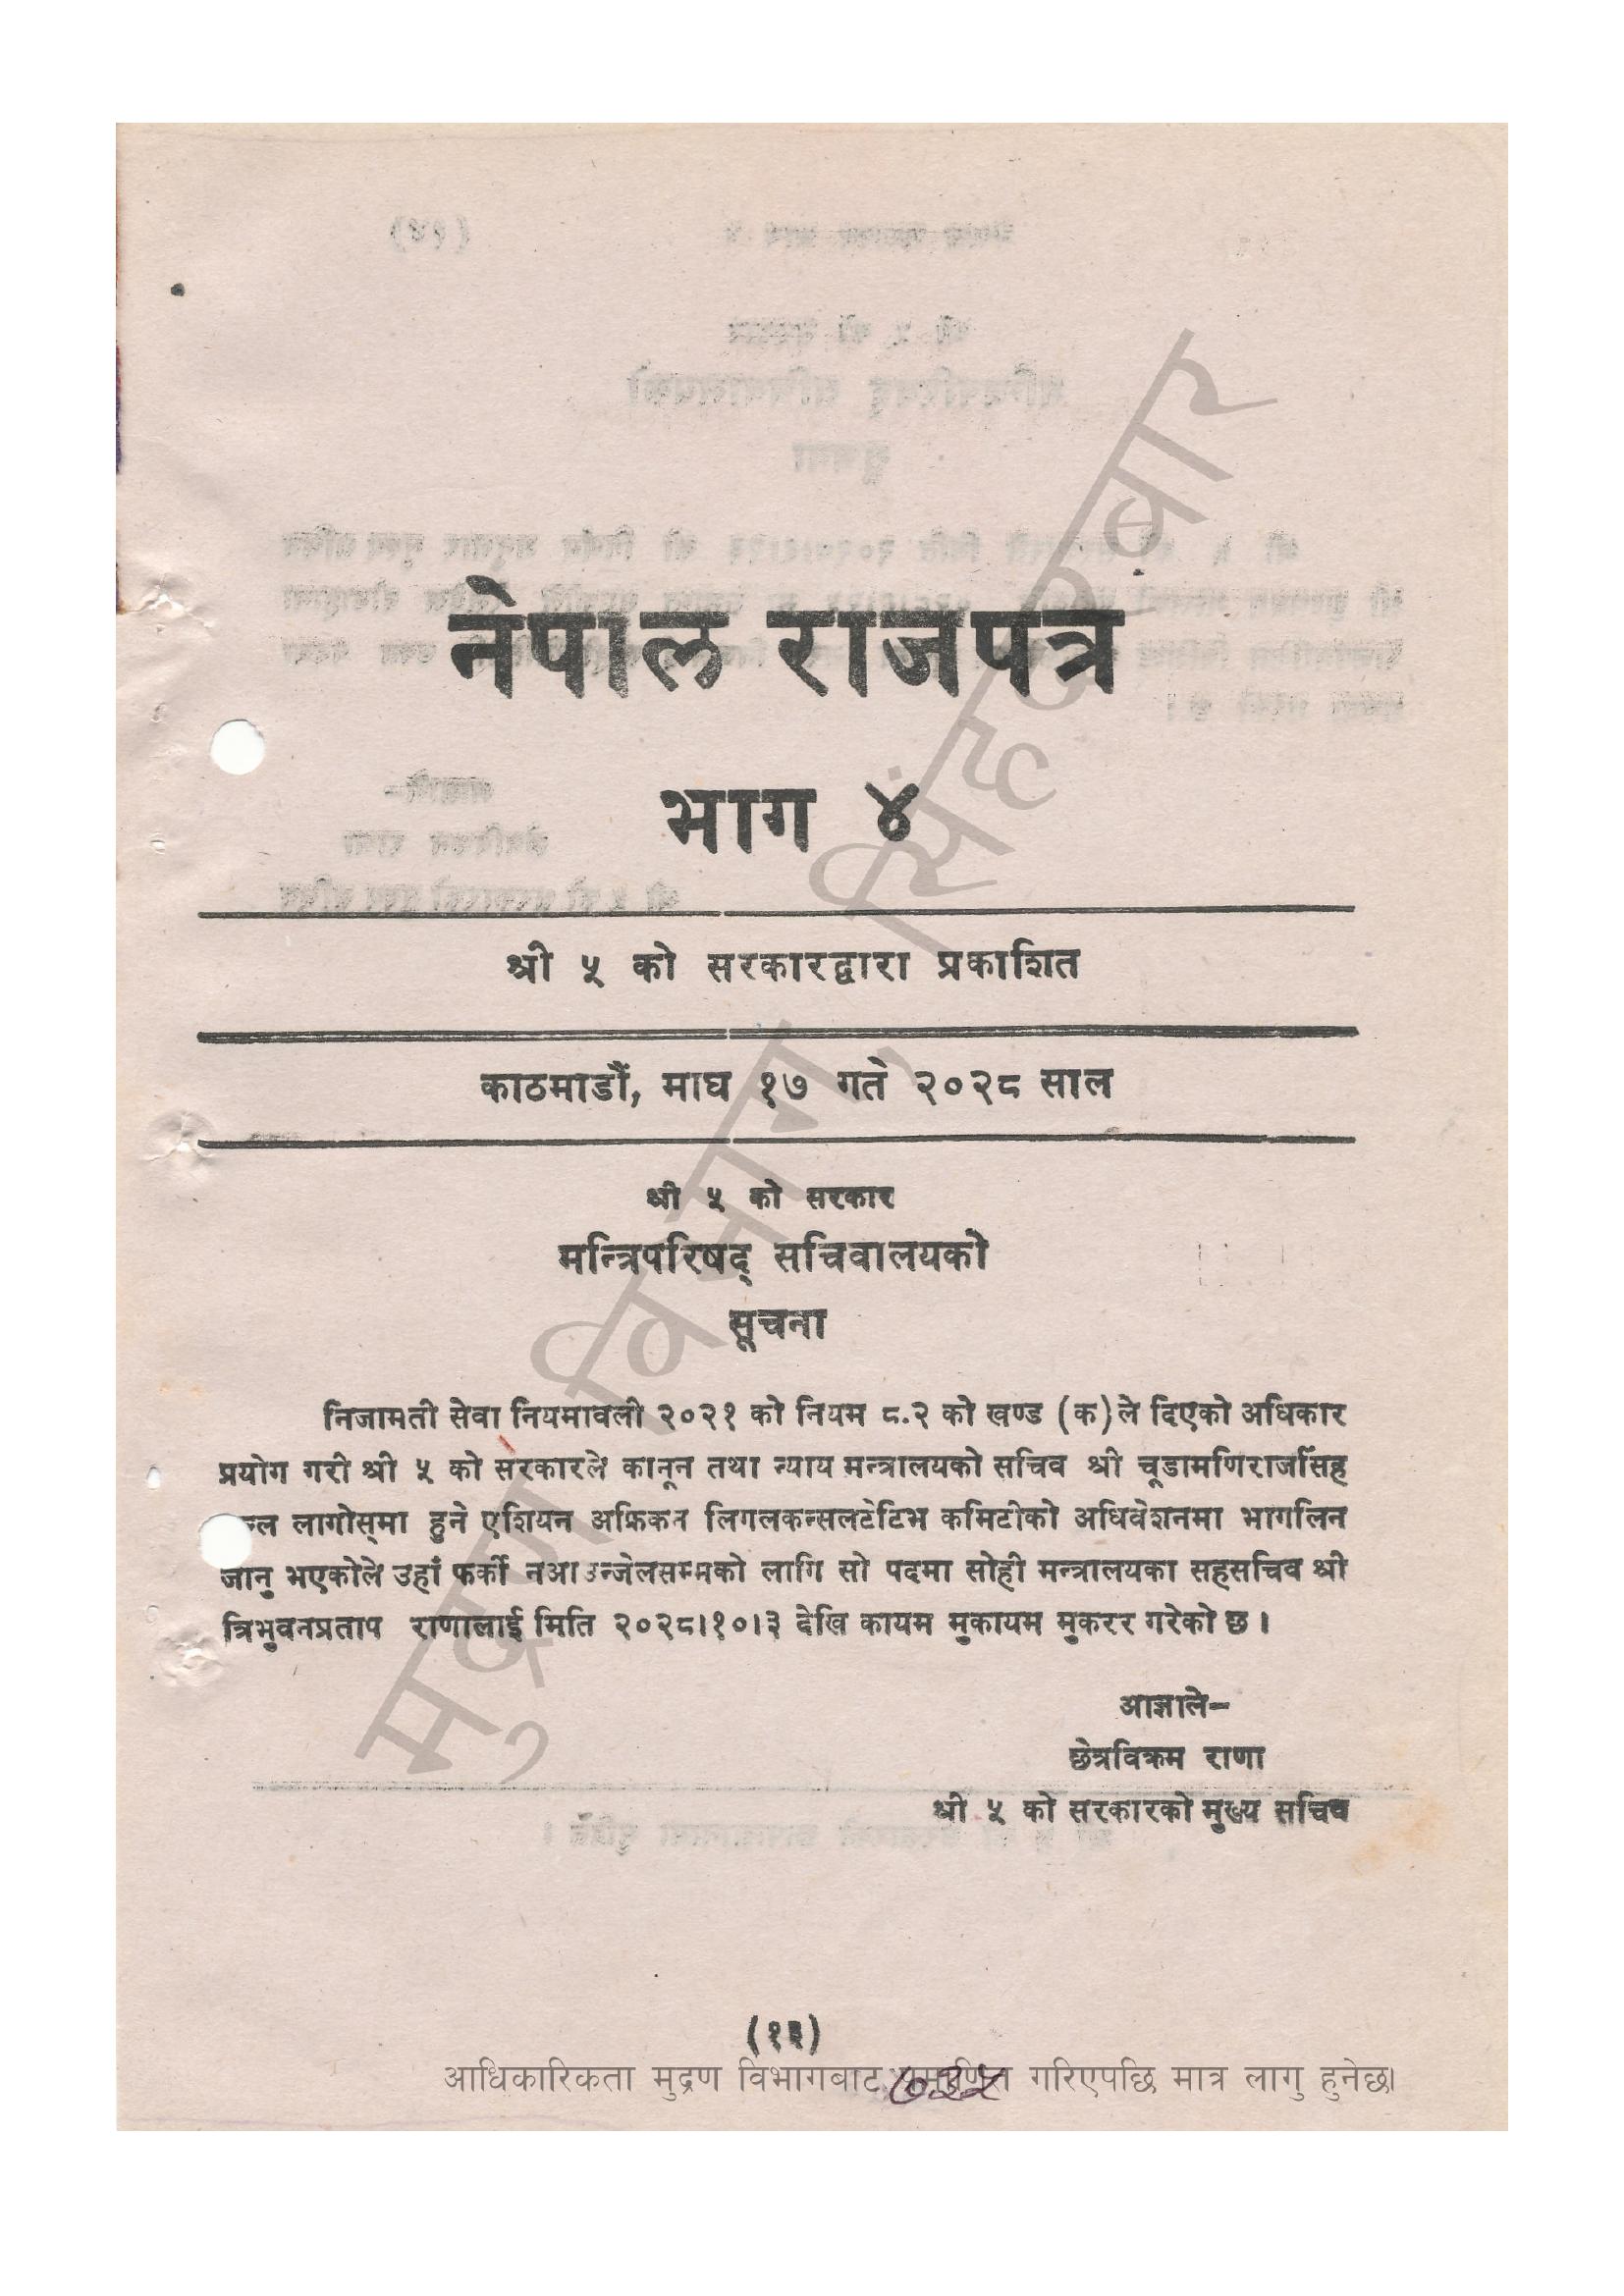 नेपाल राजपत्र
भाग ४
श्री ५ को सरकारद्वारा प्रकाशित
काठमाडौं, माघ १७ गते २०२८ साल
श्री ५ को सरकार
मन्त्रिपरिषद् सचिवालयको
सूचना
निजामती सेवा नियमावली २०२१ को नियम ८.२ को खण्ड (क) ले दिएको अधिकार
प्रयोग गरी श्री ५ को सरकारले कानून तथा न्याय मन्त्रालयको सचिव श्री चूडामणिराजसिंह
लागोस्‌मा हुने एशियन अफ्रिकन लिगलकन्सलटेटिभ कमिटीको अधिवेशनमा भागलिन
जानु भएकोले उहाँ फर्की नआउन्जेलसम्मको लागि सो पदमा सोही मन्त्रालयका सहसचिव श्री
त्रिभुवनप्रताप राणालाई मिति २०२८।१०।३ देखि कायम मुकायम मुकरर गरेको छ ।
आज्ञाले–
छेत्रविक्रम राणा
श्री ५ को सरकारको मुख्य सचिव
(१३)
आधिकारिकता मुद्रण विभागबाट प्रमाणित गरिएपछि मात्र लागु हुनेछ।
मुद्रण विभाग, सिंहदरबार